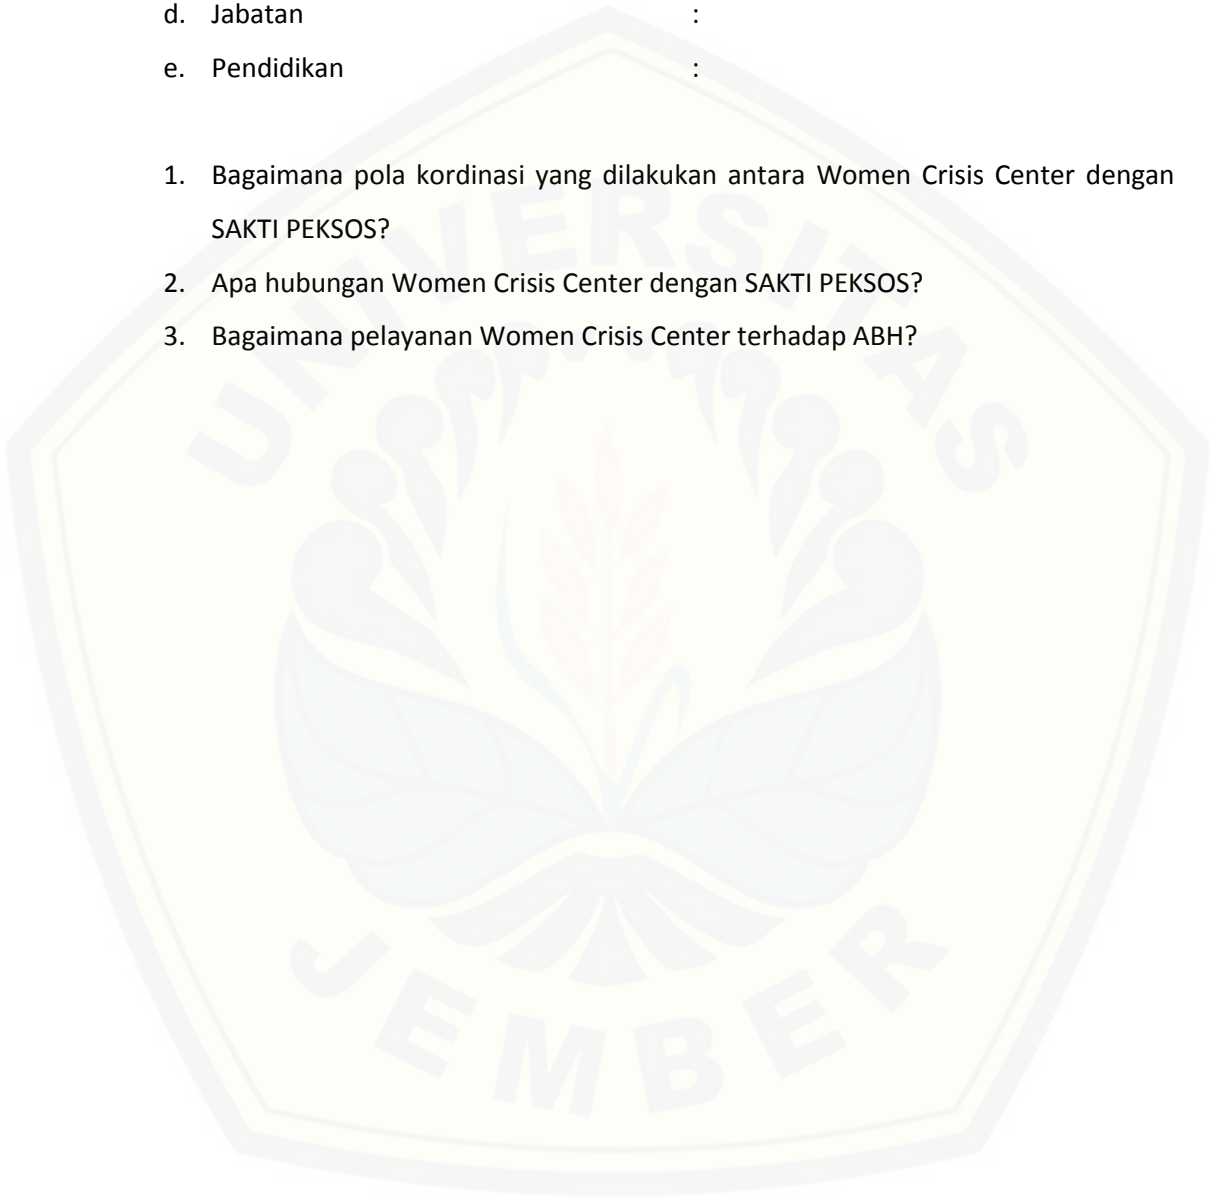 d. Jabatan :
e. Pendidikan :
1. Bagaimana pola kordinasi yang dilakukan antara Women Crisis Center dengan
SAKTI PEKSOS?
2. Apa hubungan Women Crisis Center dengan SAKTI PEKSOS?
3. Bagaimana pelayanan Women Crisis Center terhadap ABH?
UNIVERSITAS
JEMBER